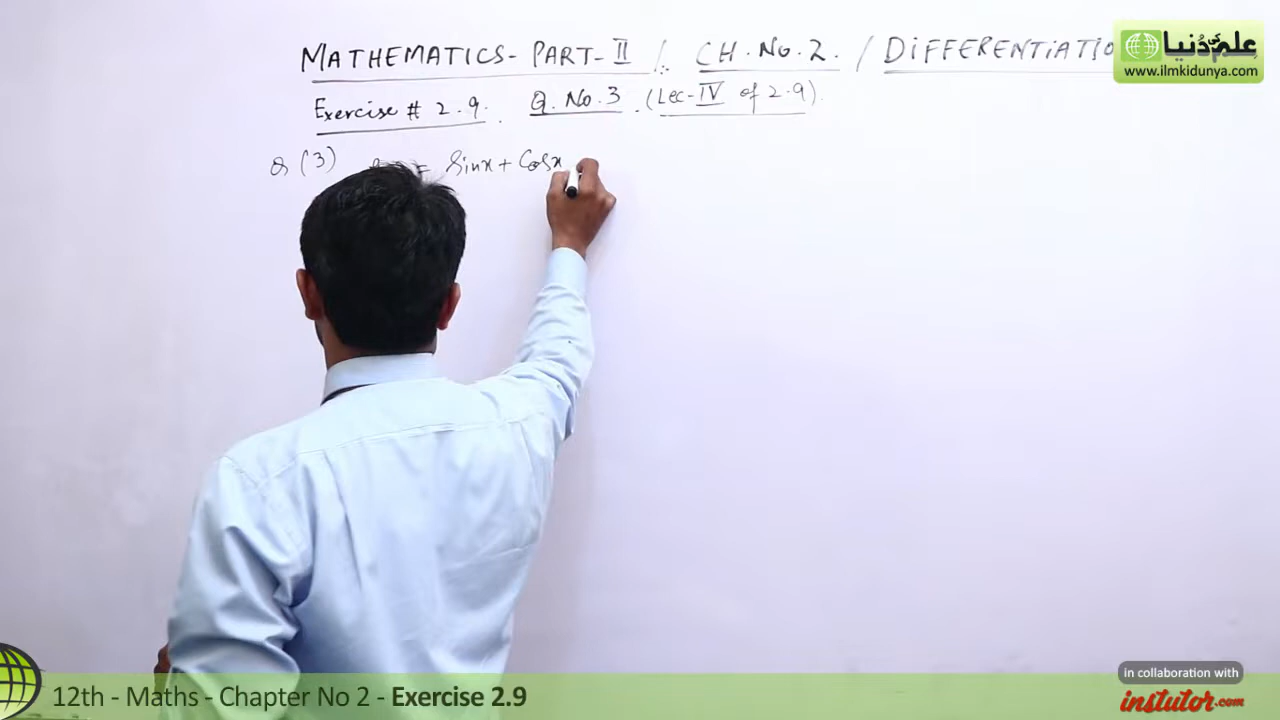 MATHEMATICS - PART - II / CH. No. 2. / DIFFERENTIATIO
علم کی دُنیا
www.ilmkidunya.com
Exercise # 2.9. Q. No. 3 . (Lec-IV of 2.9).
Q (3) = Sinx + Cosx
in collaboration with
instutor.com
12th - Maths - Chapter No 2 - Exercise 2.9